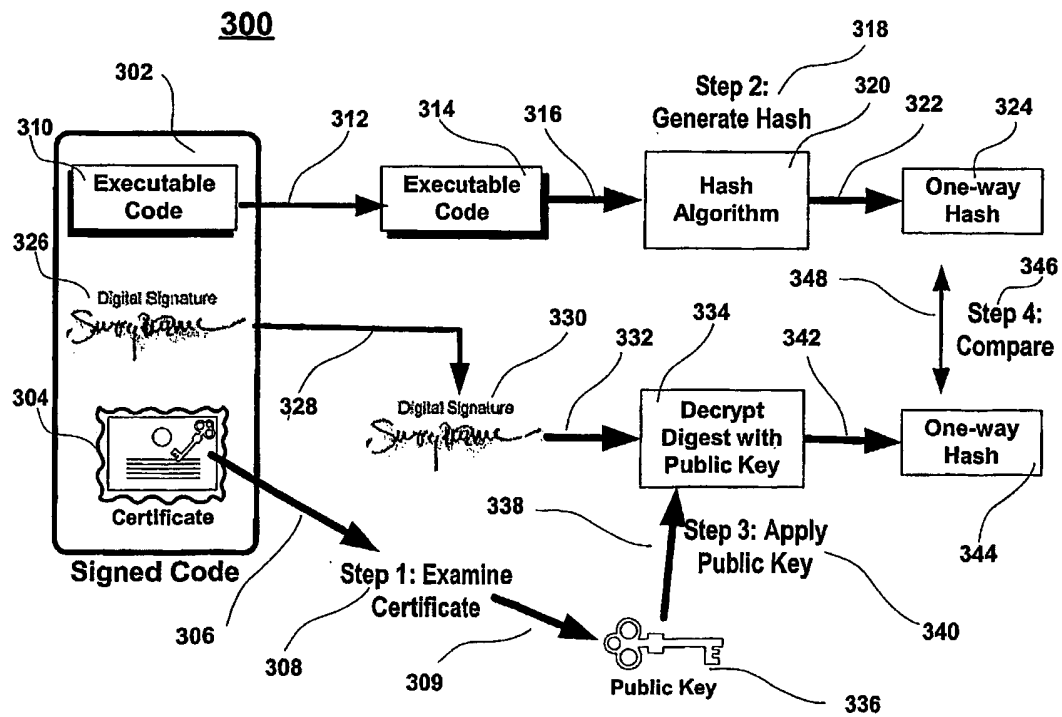 300
302
310
312
314
316
318
Step 2:
Generate Hash
320
322
324
Executable
Code
Executable
Code
Hash
Algorithm
One-way
Hash
326
Digital Signature
328
330
332
334
342
348
346
Step 4:
Compare
304
Digital Signature
Decrypt
Digest with
Public Key
One-way
Hash
Certificate
Signed Code
306
Step 1: Examine
Certificate
308
309
338
Step 3: Apply
Public Key
340
344
Public Key
336